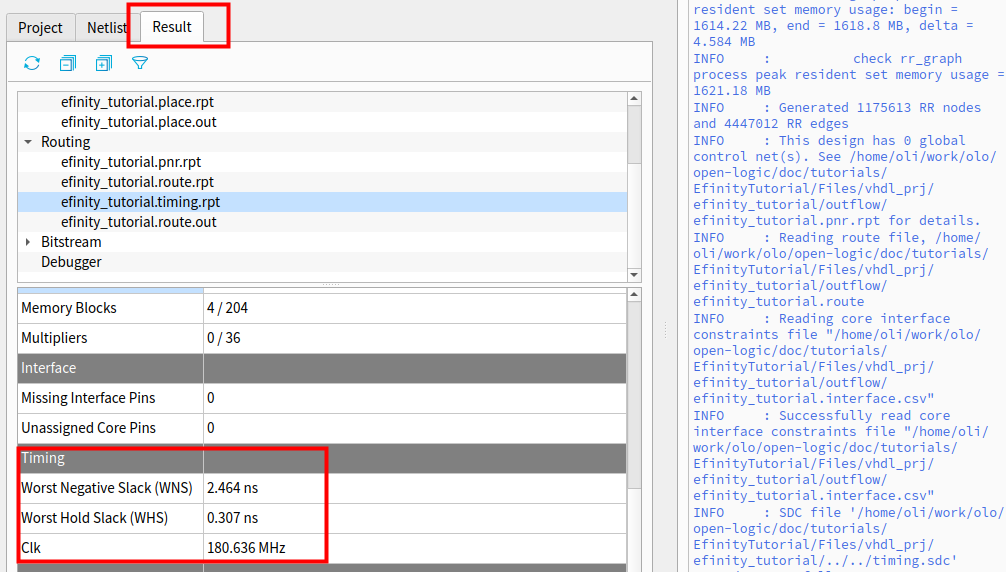 Project
Netlist
Result
efinity_tutorial.place.rpt
efinity_tutorial.place.out
Routing
efinity_tutorial.pnr.rpt
efinity_tutorial.route.rpt
efinity_tutorial.timing.rpt
efinity_tutorial.route.out
Bitstream
Debugger
Memory Blocks 4 / 204
Multipliers 0 / 36
Interface
Missing Interface Pins 0
Unassigned Core Pins 0
Timing
Worst Negative Slack (WNS) 2.464 ns
Worst Hold Slack (WHS) 0.307 ns
Clk 180.636 MHz
resident set memory usage: begin =
1614.22 MB, end = 1618.8 MB, delta =
4.584 MB
INFO : check rr_graph
process peak resident set memory usage =
1621.18 MB
INFO : Generated 1175613 RR nodes
and 4447012 RR edges
INFO : This design has 0 global
control net(s). See /home/oli/work/olo/
open-logic/doc/tutorials/
EfinityTutorial/Files/vhdl_prj/
efinity_tutorial/outflow/
efinity_tutorial.pnr.rpt for details.
INFO : Reading route file, /home/
oli/work/olo/open-logic/doc/tutorials/
EfinityTutorial/Files/vhdl_prj/
efinity_tutorial/outflow/
efinity_tutorial.route
INFO : Reading core interface
constraints file "/home/oli/work/olo/
open-logic/doc/tutorials/
EfinityTutorial/Files/vhdl_prj/
efinity_tutorial/outflow/
efinity_tutorial.interface.csv"
INFO : Successfully read core
interface constraints file "/home/oli/
work/olo/open-logic/doc/tutorials/
EfinityTutorial/Files/vhdl_prj/
efinity_tutorial/outflow/
efinity_tutorial.interface.csv"
INFO : SDC file '/home/oli/work/olo/
open-logic/doc/tutorials/
EfinityTutorial/Files/vhdl_prj/
efinity_tutorial/../../timing.sdc'